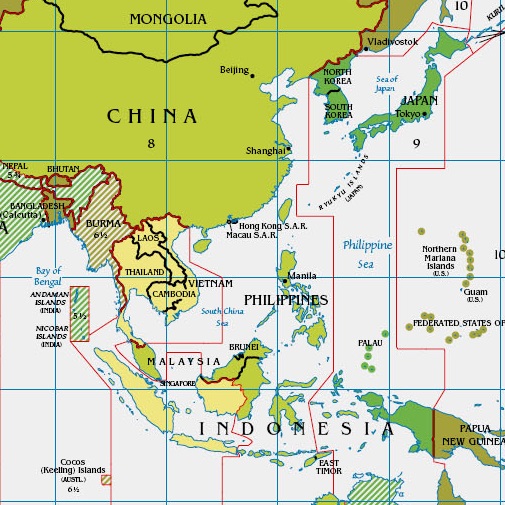 10
KURIL
MONGOLIA
Vladivostok
Beijing
NORTH
KOREA
Sea of
Japan
SOUTH
KOREA
JAPAN
Tokyo
CHINA
8
9
Shanghai
NEPAL
5¾
BHUTAN
RYUKYU ISLANDS
(JAPAN)
BANGLADESH
(Calcutta)
A
BURMA
6½
Hong Kong S.A.R.
Macau S.A.R.
LAOS
Philippine
Sea
Northern
Mariana
Islands
(U.S.)
10
Bay of
Bengal
THAILAND
VIETNAM
Manila
Guam
(U.S.)
ANDAMAN
ISLANDS
(INDIA)
5½
CAMBODIA
PHILIPPINES
NICOBAR
ISLANDS
(INDIA)
South China
Sea
FEDERATED STATES OF
PALAU
BRUNEI
MALAYSIA
SINGAPORE
INDONESIA
PAPUA
NEW GUINEA
Cocos
(Keeling) Islands
(AUSTL.)
6½
EAST
TIMOR